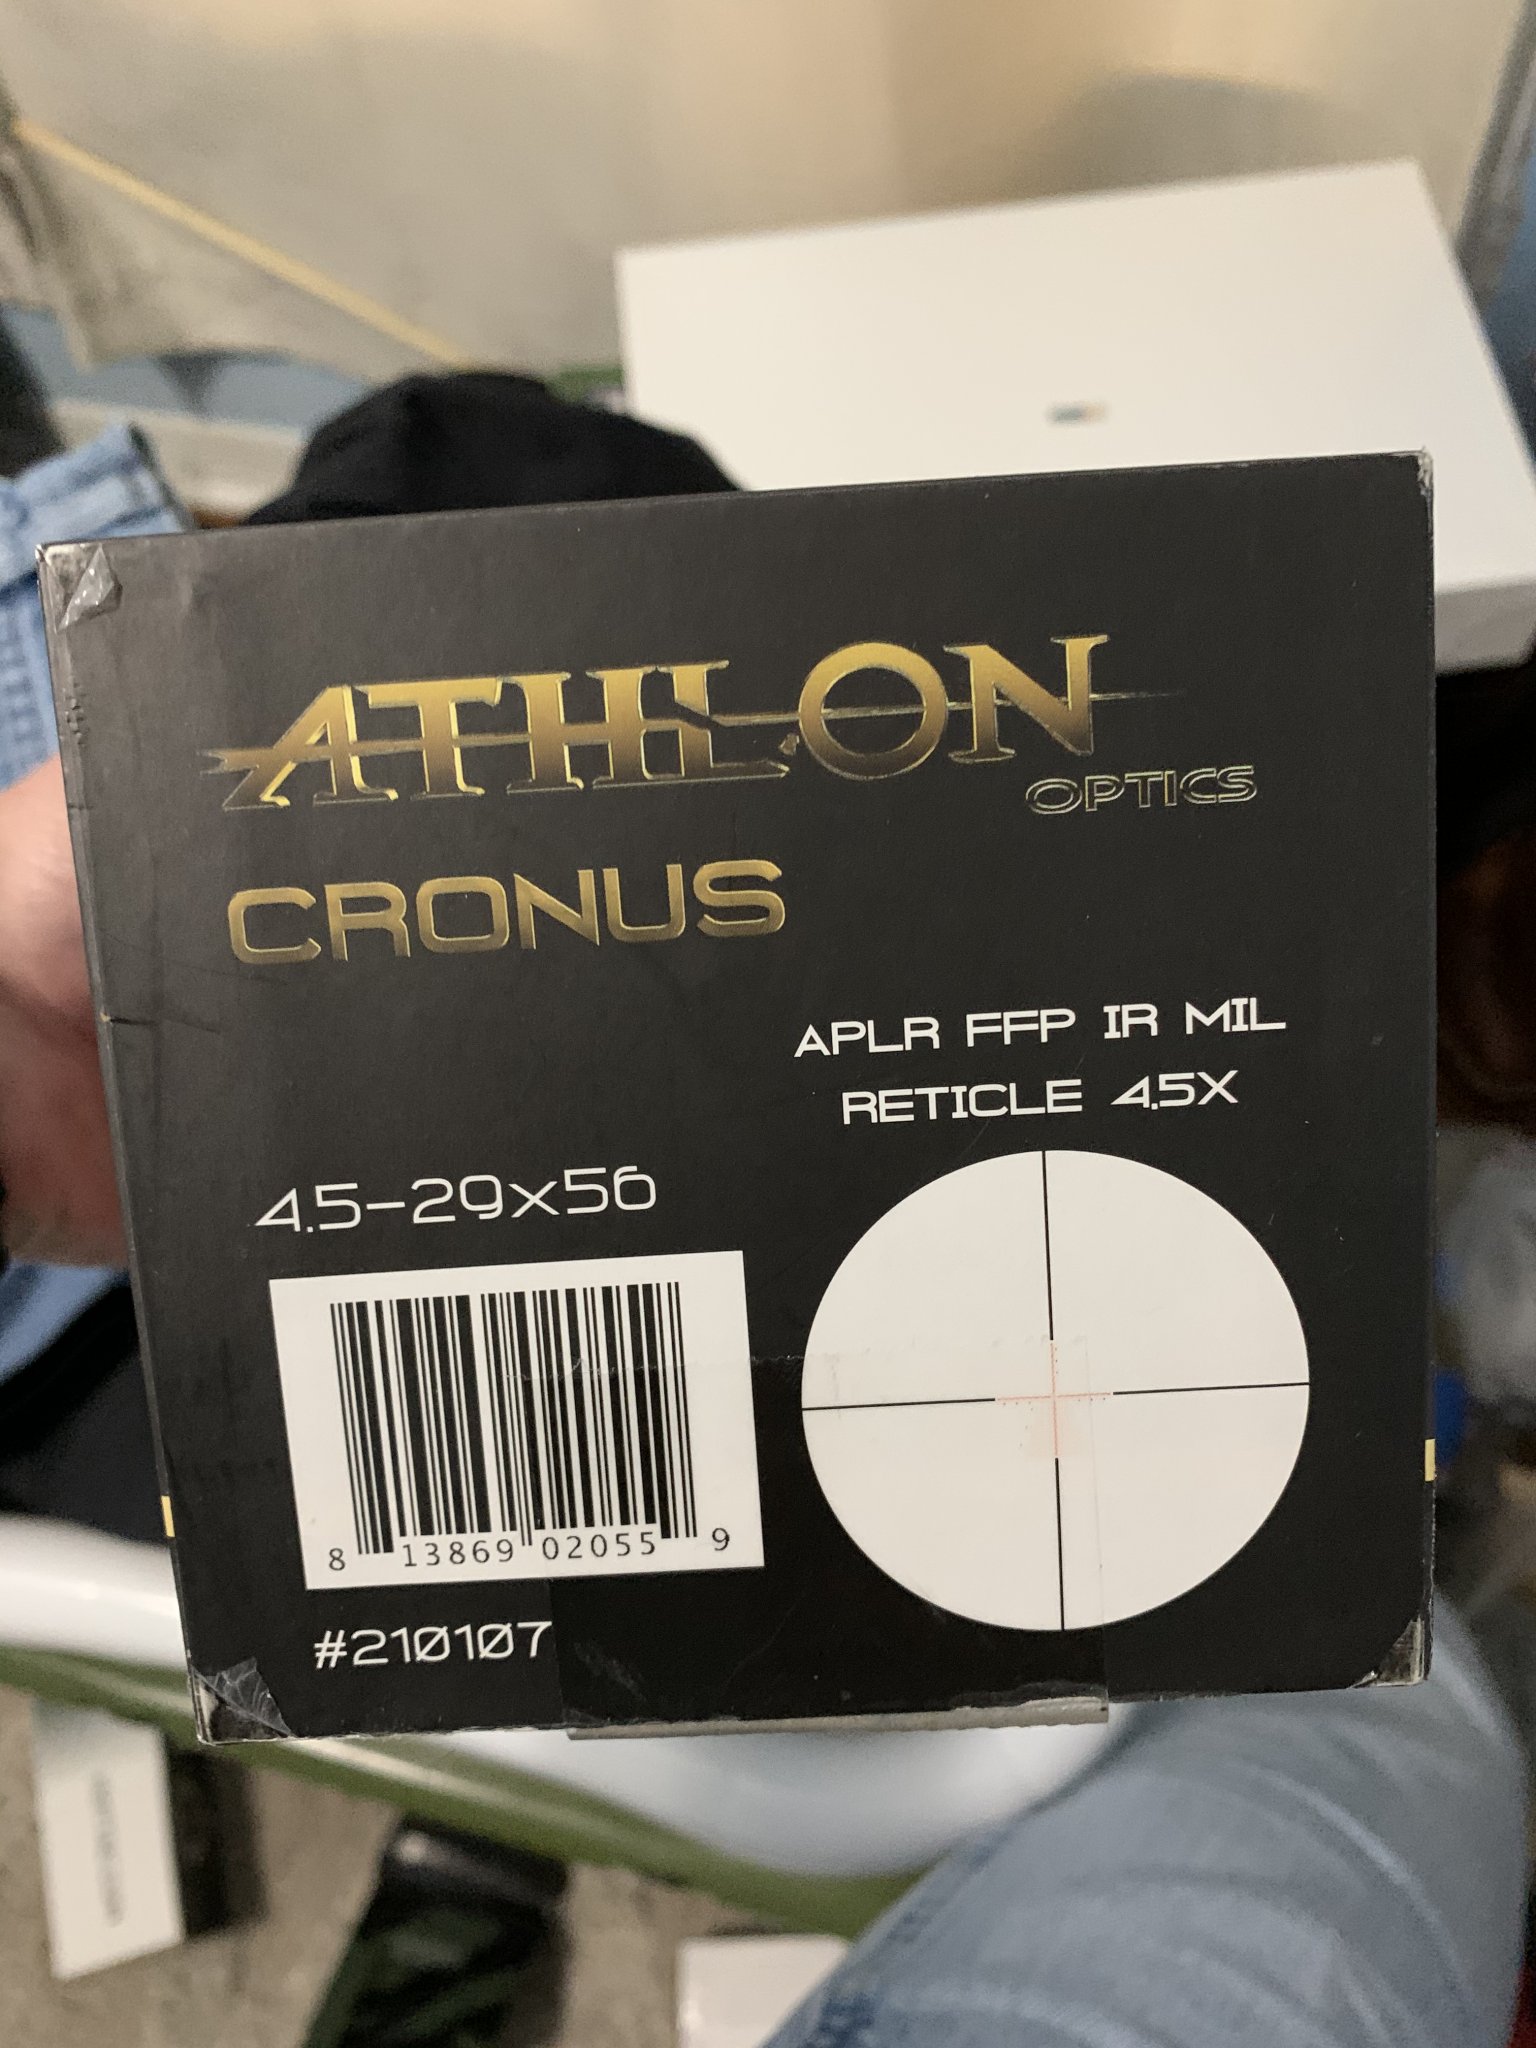 ATHLON
OPTICS
CRONUS
APLR FFP IR MIL
RETICLE 4.5X
4.5-29x56
8 13869 02055 9
#210107